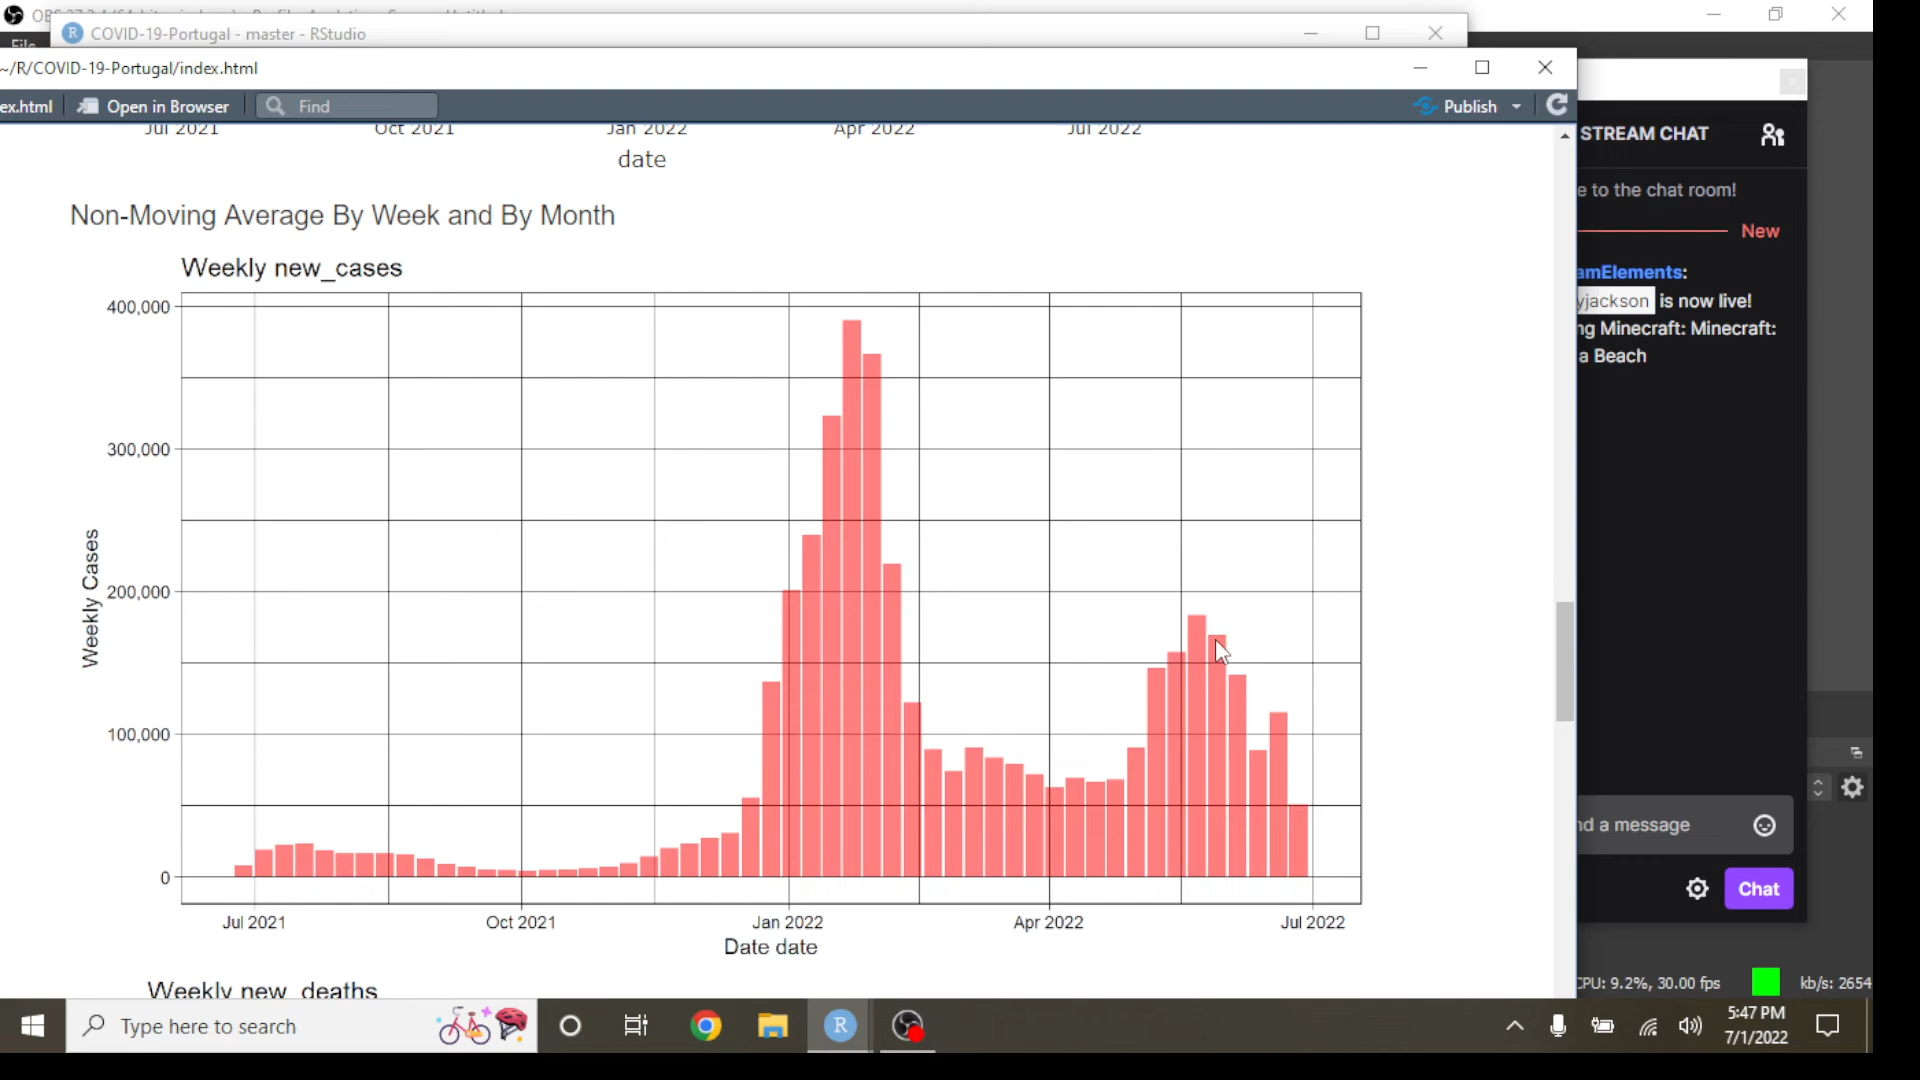 COVID-19-Portugal - master - RStudio
~/R/COVID-19-Portugal/index.html
ex.html
Open in Browser
Find
Publish
Jul 2021
Oct 2021
Jan 2022
Apr 2022
Jul 2022
date
Non-Moving Average By Week and By Month
Weekly new_cases
400,000
300,000
200,000
100,000
0
Weekly Cases
Jul 2021
Oct 2021
Jan 2022
Apr 2022
Jul 2022
Date date
Weekly new_deaths
STREAM CHAT
e to the chat room!
New
amElements:
yjackson is now live!
ng Minecraft: Minecraft:
a Beach
nd a message
Chat
CPU: 9.2%, 30.00 fps
kb/s: 2654
Type here to search
R
5:47 PM
7/1/2022